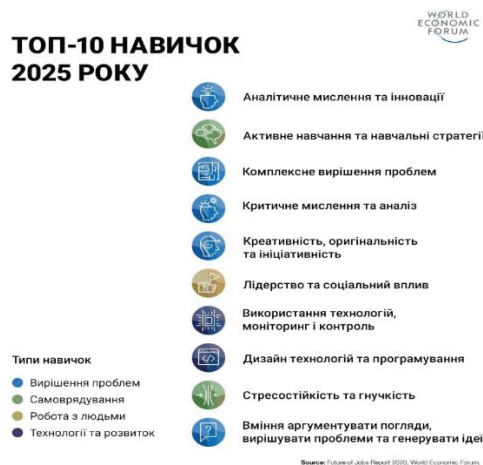 WORLD
ECONOMIC
FORUM
ТОП-10 НАВИЧОК
2025 РОКУ
Аналітичне мислення та інновації
Активне навчання та навчальні стратегії
Комплексне вирішення проблем
Критичне мислення та аналіз
Креативність, оригінальність
та ініціативність
Лідерство та соціальний вплив
Використання технологій,
моніторинг і контроль
Дизайн технологій та програмування
Стресостійкість та гнучкість
Вміння аргументувати погляди,
вирішувати проблеми та генерувати ідеї
Типи навичок
Вирішення проблем
Самоврядування
Робота з людьми
Технології та розвиток
Source: Future of Jobs Report 2020, World Economic Forum.